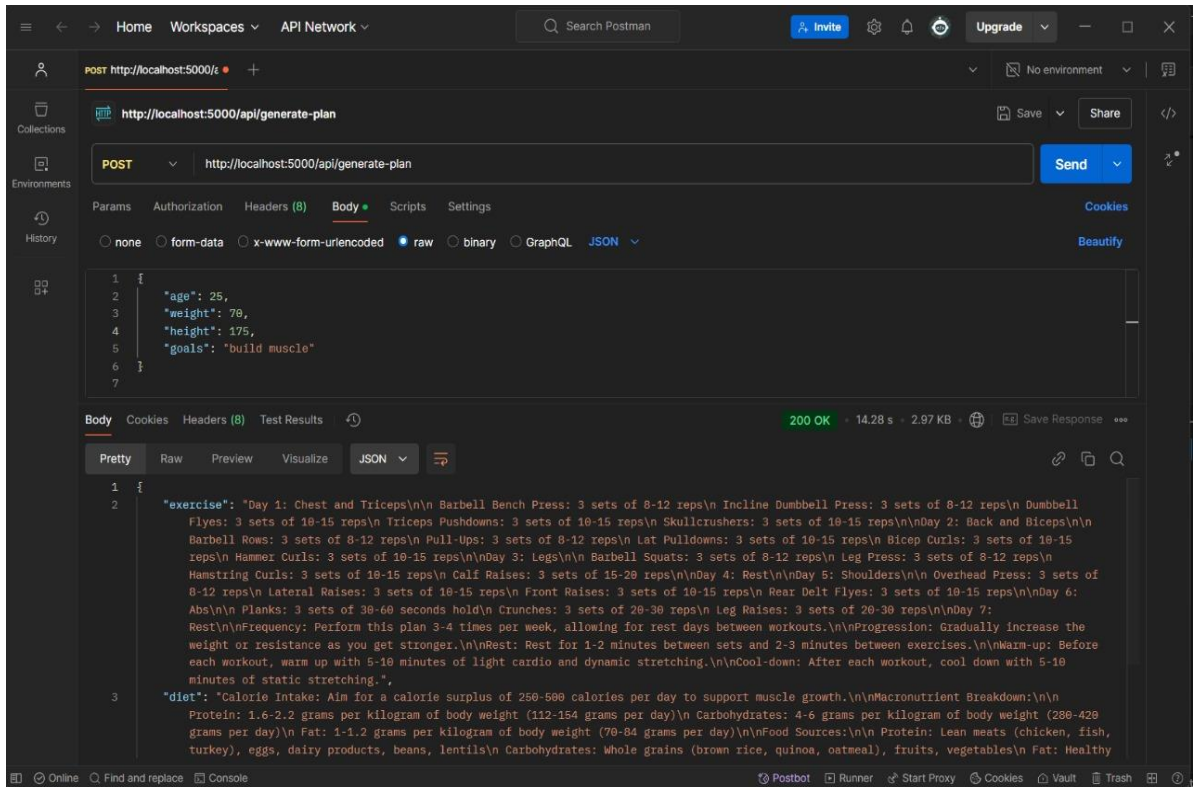 Home Workspaces API Network Search Postman Invite Upgrade
POST http://localhost:5000/ε No environment
HTTP http://localhost:5000/api/generate-plan Save Share
Collections
POST http://localhost:5000/api/generate-plan Send
Environments
Params Authorization Headers (8) Body Scripts Settings Cookies
History
none form-data x-www-form-urlencoded raw binary GraphQL JSON Beautify
1 {
2 "age": 25,
3 "weight": 70,
4 "height": 175,
5 "goals": "build muscle"
6 }
7
Body Cookies Headers (8) Test Results 200 OK 14.28 s 2.97 KB Save Response
Pretty Raw Preview Visualize JSON
1 {
2 "exercise": "Day 1: Chest and Triceps\n\n Barbell Bench Press: 3 sets of 8-12 reps\n Incline Dumbbell Press: 3 sets of 8-12 reps\n Dumbbell
Flyes: 3 sets of 10-15 reps\n Triceps Pushdowns: 3 sets of 10-15 reps\n Skullcrushers: 3 sets of 10-15 reps\n\nDay 2: Back and Biceps\n\n
Barbell Rows: 3 sets of 8-12 reps\n Pull-Ups: 3 sets of 8-12 reps\n Lat Pulldowns: 3 sets of 10-15 reps\n Bicep Curls: 3 sets of 10-15
reps\n Hammer Curls: 3 sets of 10-15 reps\n\nDay 3: Legs\n\n Barbell Squats: 3 sets of 8-12 reps\n Leg Press: 3 sets of 8-12 reps\n
Hamstring Curls: 3 sets of 10-15 reps\n Calf Raises: 3 sets of 15-20 reps\n\nDay 4: Rest\n\nDay 5: Shoulders\n\n Overhead Press: 3 sets of
8-12 reps\n Lateral Raises: 3 sets of 10-15 reps\n Front Raises: 3 sets of 10-15 reps\n Rear Delt Flyes: 3 sets of 10-15 reps\n\nDay 6:
Abs\n\n Planks: 3 sets of 30-60 seconds hold\n Crunches: 3 sets of 20-30 reps\n Leg Raises: 3 sets of 20-30 reps\n\nDay 7:
Rest\n\nFrequency: Perform this plan 3-4 times per week, allowing for rest days between workouts.\n\nProgression: Gradually increase the
weight or resistance as you get stronger.\n\nRest: Rest for 1-2 minutes between sets and 2-3 minutes between exercises.\n\nWarm-up: Before
each workout, warm up with 5-10 minutes of light cardio and dynamic stretching.\n\nCool-down: After each workout, cool down with 5-10
minutes of static stretching.",
3 "diet": "Calorie Intake: Aim for a calorie surplus of 250-500 calories per day to support muscle growth.\n\nMacronutrient Breakdown:\n\n
Protein: 1.6-2.2 grams per kilogram of body weight (112-154 grams per day)\n Carbohydrates: 4-6 grams per kilogram of body weight (280-420
grams per day)\n Fat: 1-1.2 grams per kilogram of body weight (70-84 grams per day)\n\nFood Sources:\n\n Protein: Lean meats (chicken, fish,
turkey), eggs, dairy products, beans, lentils\n Carbohydrates: Whole grains (brown rice, quinoa, oatmeal), fruits, vegetables\n Fat: Healthy
Online Find and replace Console Postbot Runner Start Proxy Cookies Vault Trash